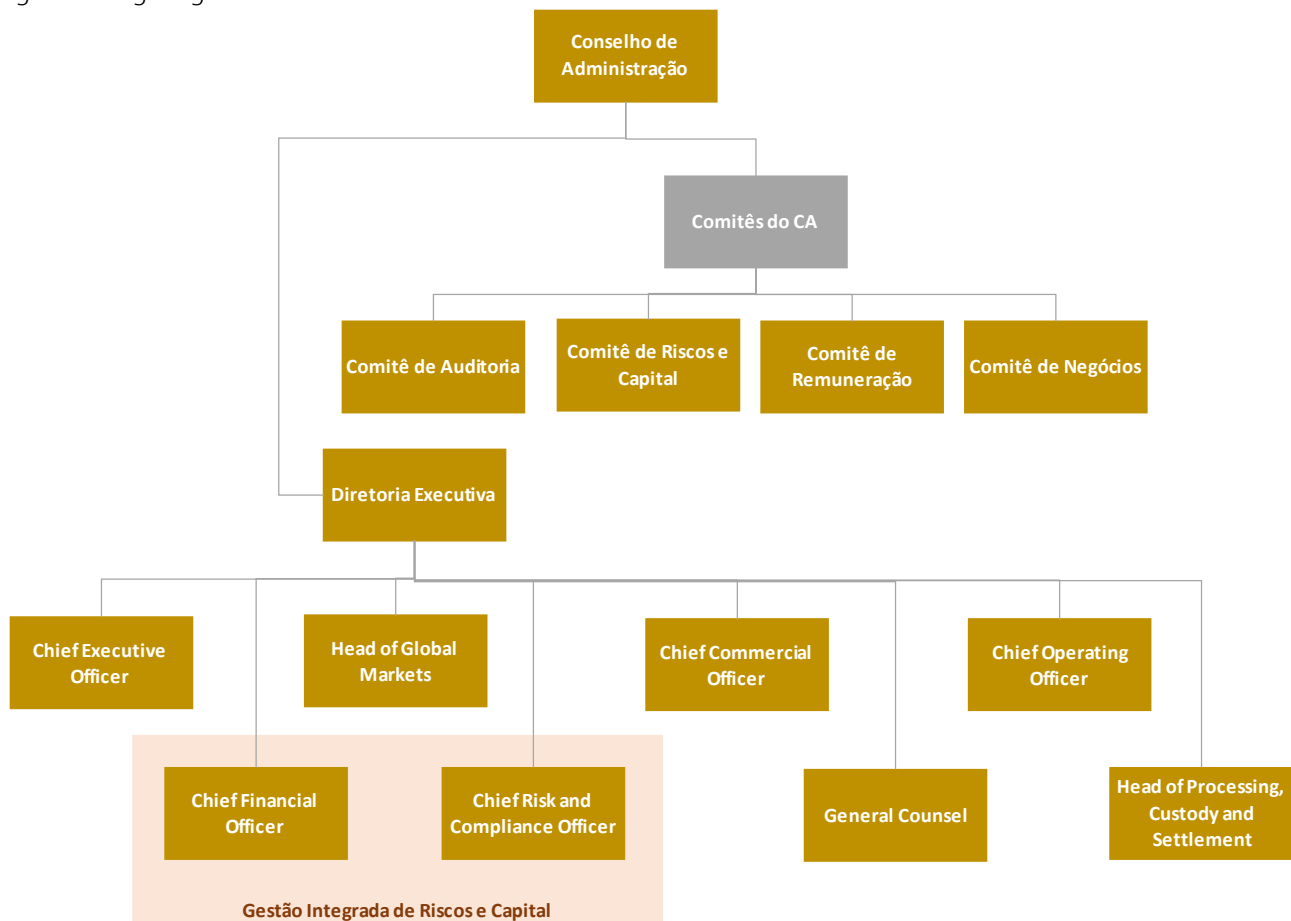 Conselho de
Administração
Comitês do CA
Comitê de Auditoria
Comitê de Riscos e
Capital
Comitê de
Remuneração
Comitê de Negócios
Diretoria Executiva
Chief Executive
Officer
Head of Global
Markets
Chief Commercial
Officer
Chief Operating
Officer
Chief Financial
Officer
Chief Risk and
Compliance Officer
General Counsel
Head of Processing,
Custody and
Settlement
Gestão Integrada de Riscos e Capital